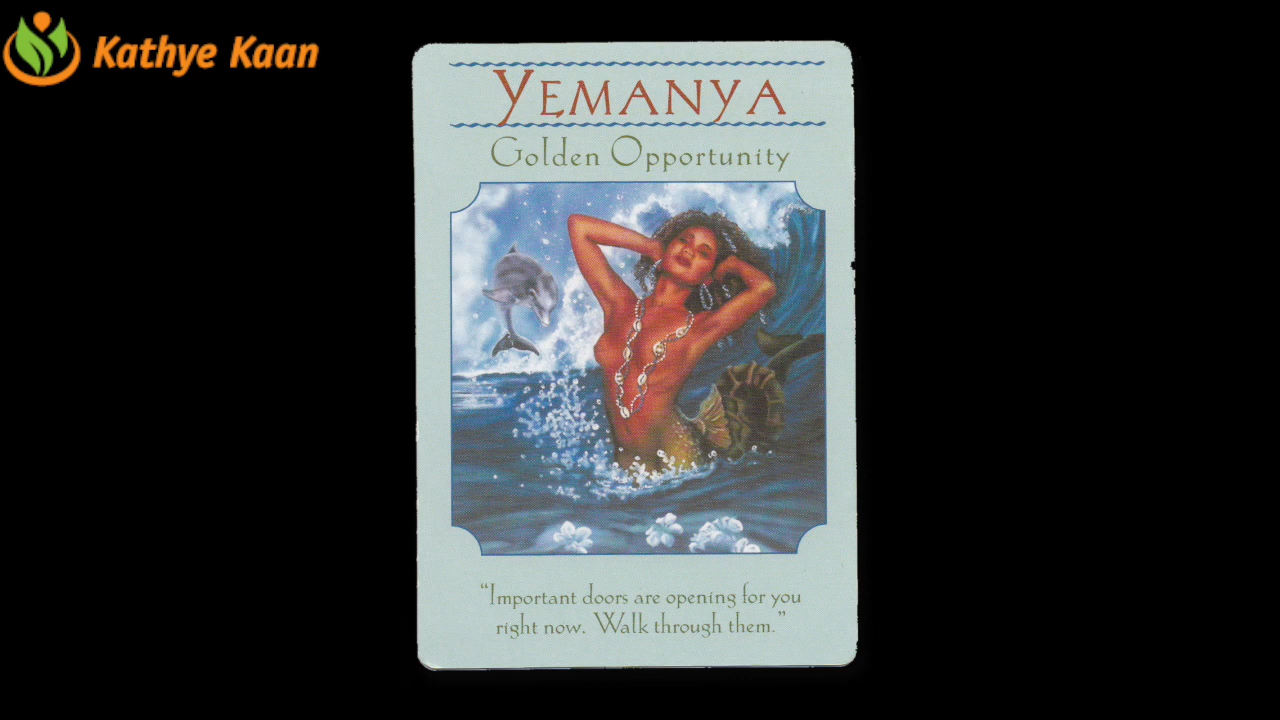 Kathye Kaan
YEMANYA
Golden Opportunity
“Important doors are opening for you
right now. Walk through them.”